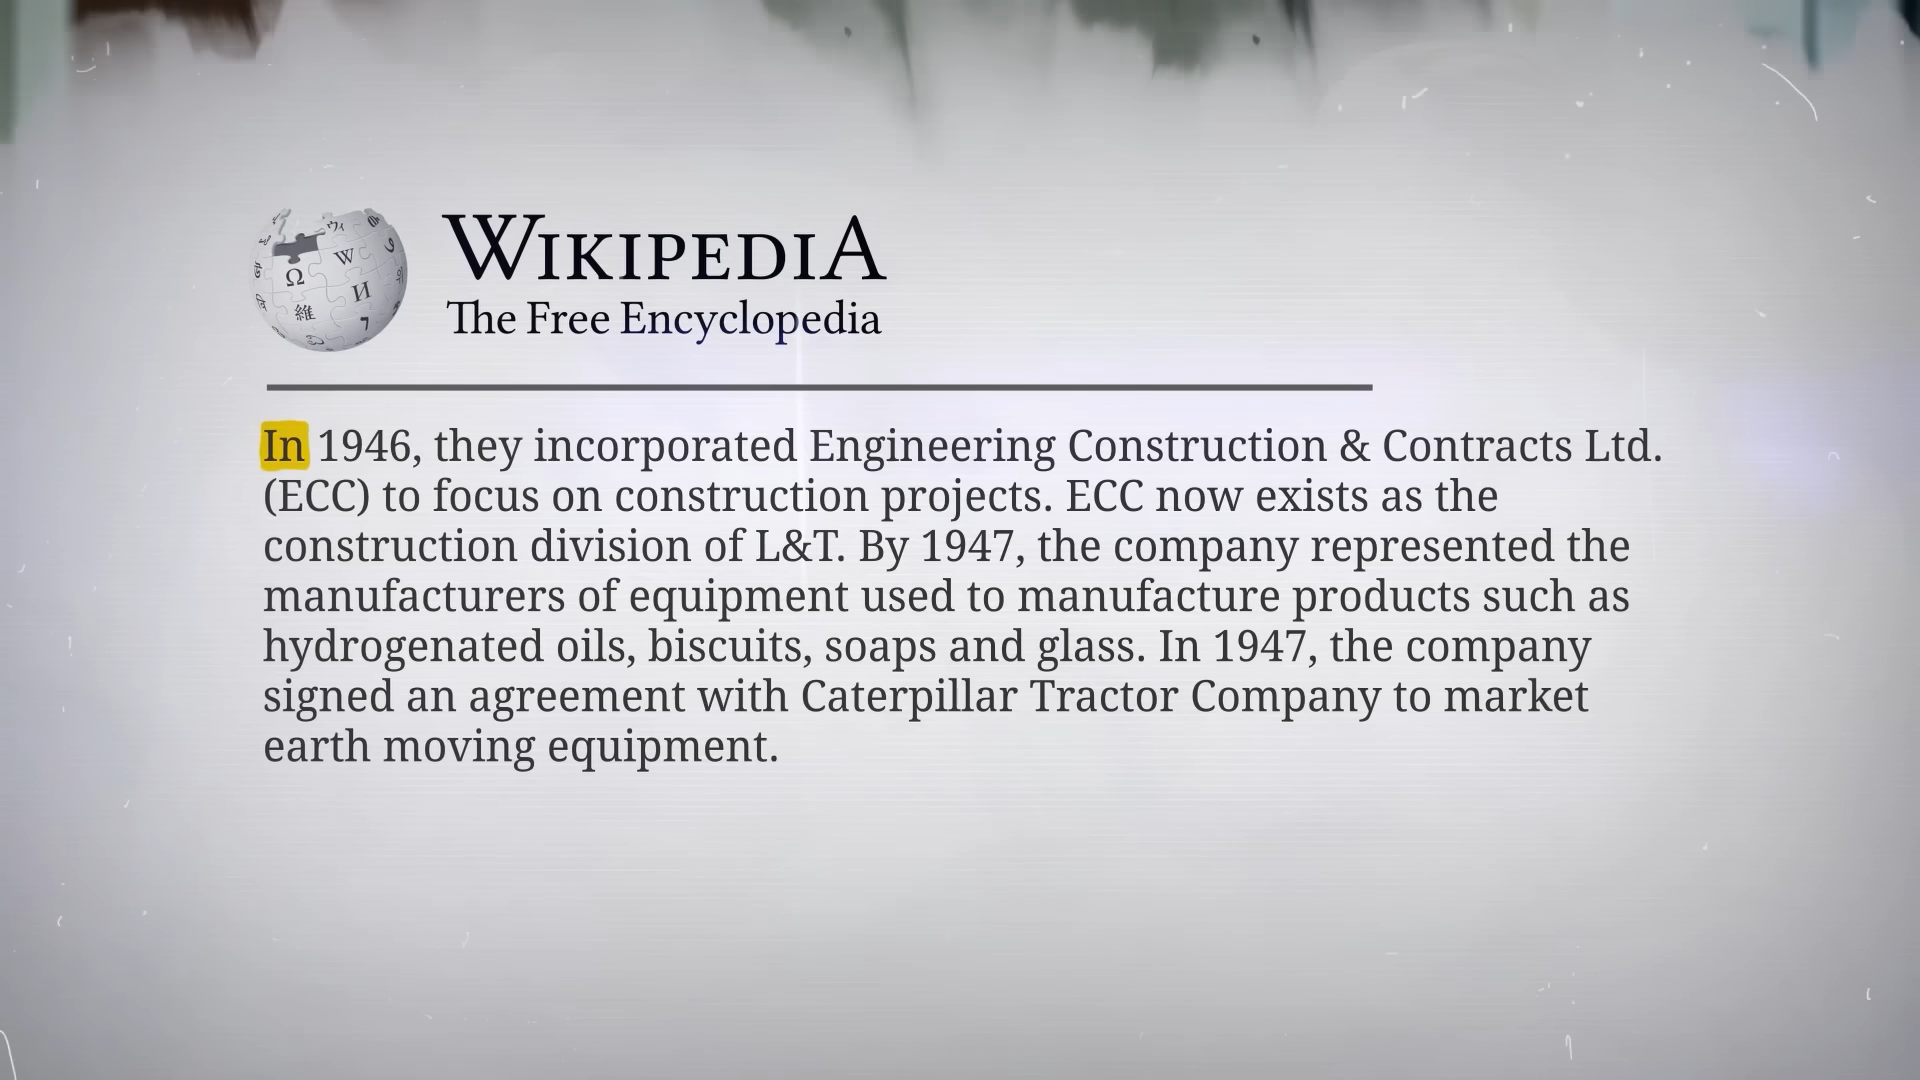 WIKIPEDIA
The Free Encyclopedia
In 1946, they incorporated Engineering Construction & Contracts Ltd.
(ECC) to focus on construction projects. ECC now exists as the
construction division of L&T. By 1947, the company represented the
manufacturers of equipment used to manufacture products such as
hydrogenated oils, biscuits, soaps and glass. In 1947, the company
signed an agreement with Caterpillar Tractor Company to market
earth moving equipment.